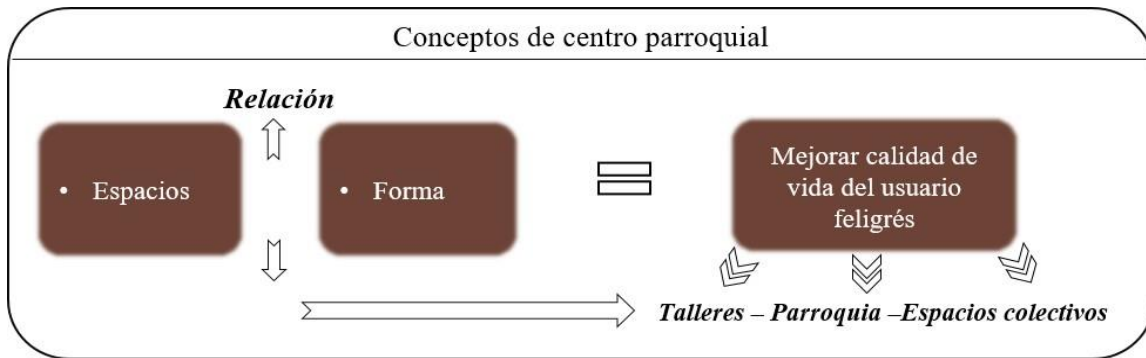 Conceptos de centro parroquial
Relación
• Espacios
• Forma
Mejorar calidad de
vida del usuario
feligrés
Talleres – Parroquia –Espacios colectivos